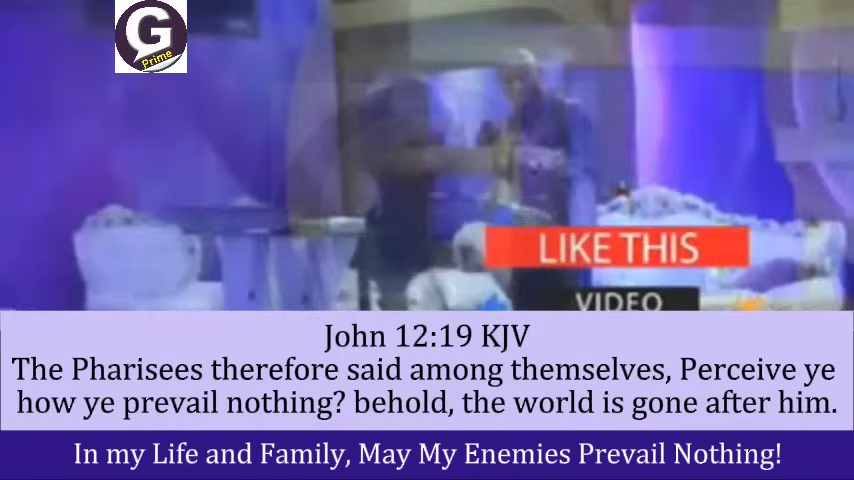 G
Prime
LIKE THIS
VIDEO
John 12:19 KJV
The Pharisees therefore said among themselves, Perceive ye
how ye prevail nothing? behold, the world is gone after him.
In my Life and Family, May My Enemies Prevail Nothing!